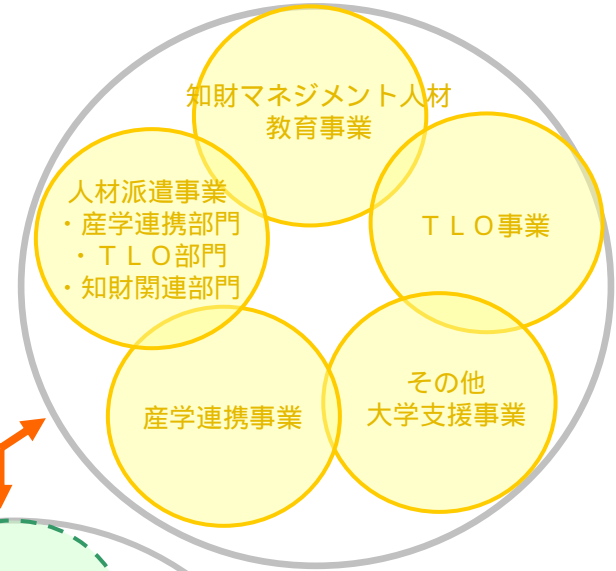 知財マネジメント人材
教育事業
人材派遣事業
・産学連携部門
・ＴＬＯ部門
・知財関連部門
ＴＬＯ事業
その他
大学支援事業
産学連携事業